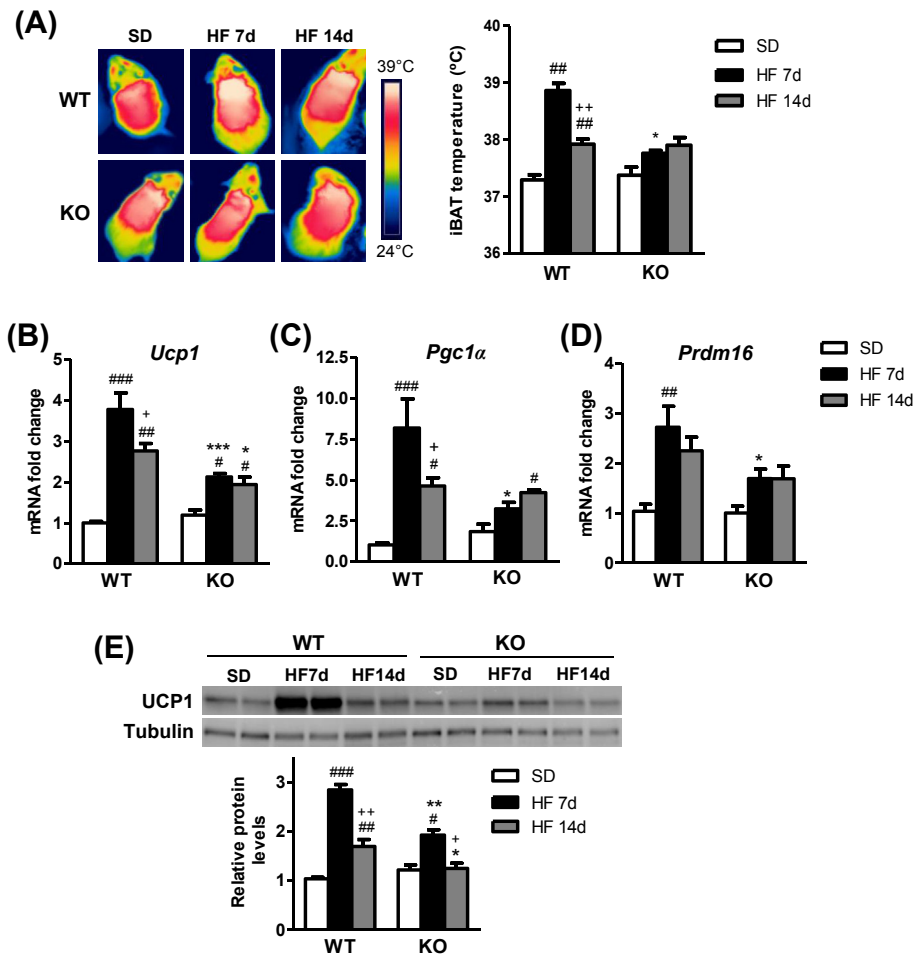 (A)
SD HF 7d HF 14d
WT
KO
39°C
24°C
iBAT temperature (ºC)
40
39
38
37
36
##
++
##
*
WT KO
SD
HF 7d
HF 14d
(B)
Ucp1
mRNA fold change
5
4
3
2
1
0
###
+
##
***
#
*
#
WT KO
(C)
Pgc1α
mRNA fold change
12.5
10.0
7.5
5.0
2.5
0.0
###
+
#
*
#
WT KO
(D)
Prdm16
mRNA fold change
4
3
2
1
0
##
*
WT KO
SD
HF 7d
HF 14d
(E)
WT KO
SD HF7d HF14d SD HF7d HF14d
UCP1
Tubulin
Relative protein
levels
3
2
1
0
###
++
##
**
#
+
*
WT KO
SD
HF 7d
HF 14d